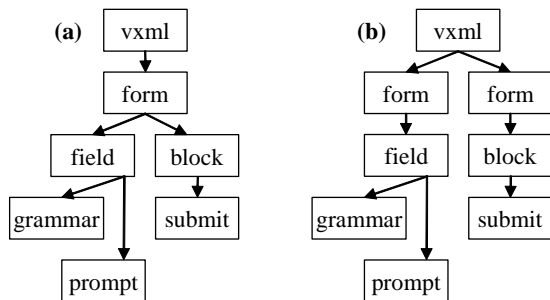 (a) vxml (b) vxml
form form form
field block field block
grammar submit grammar submit
prompt prompt